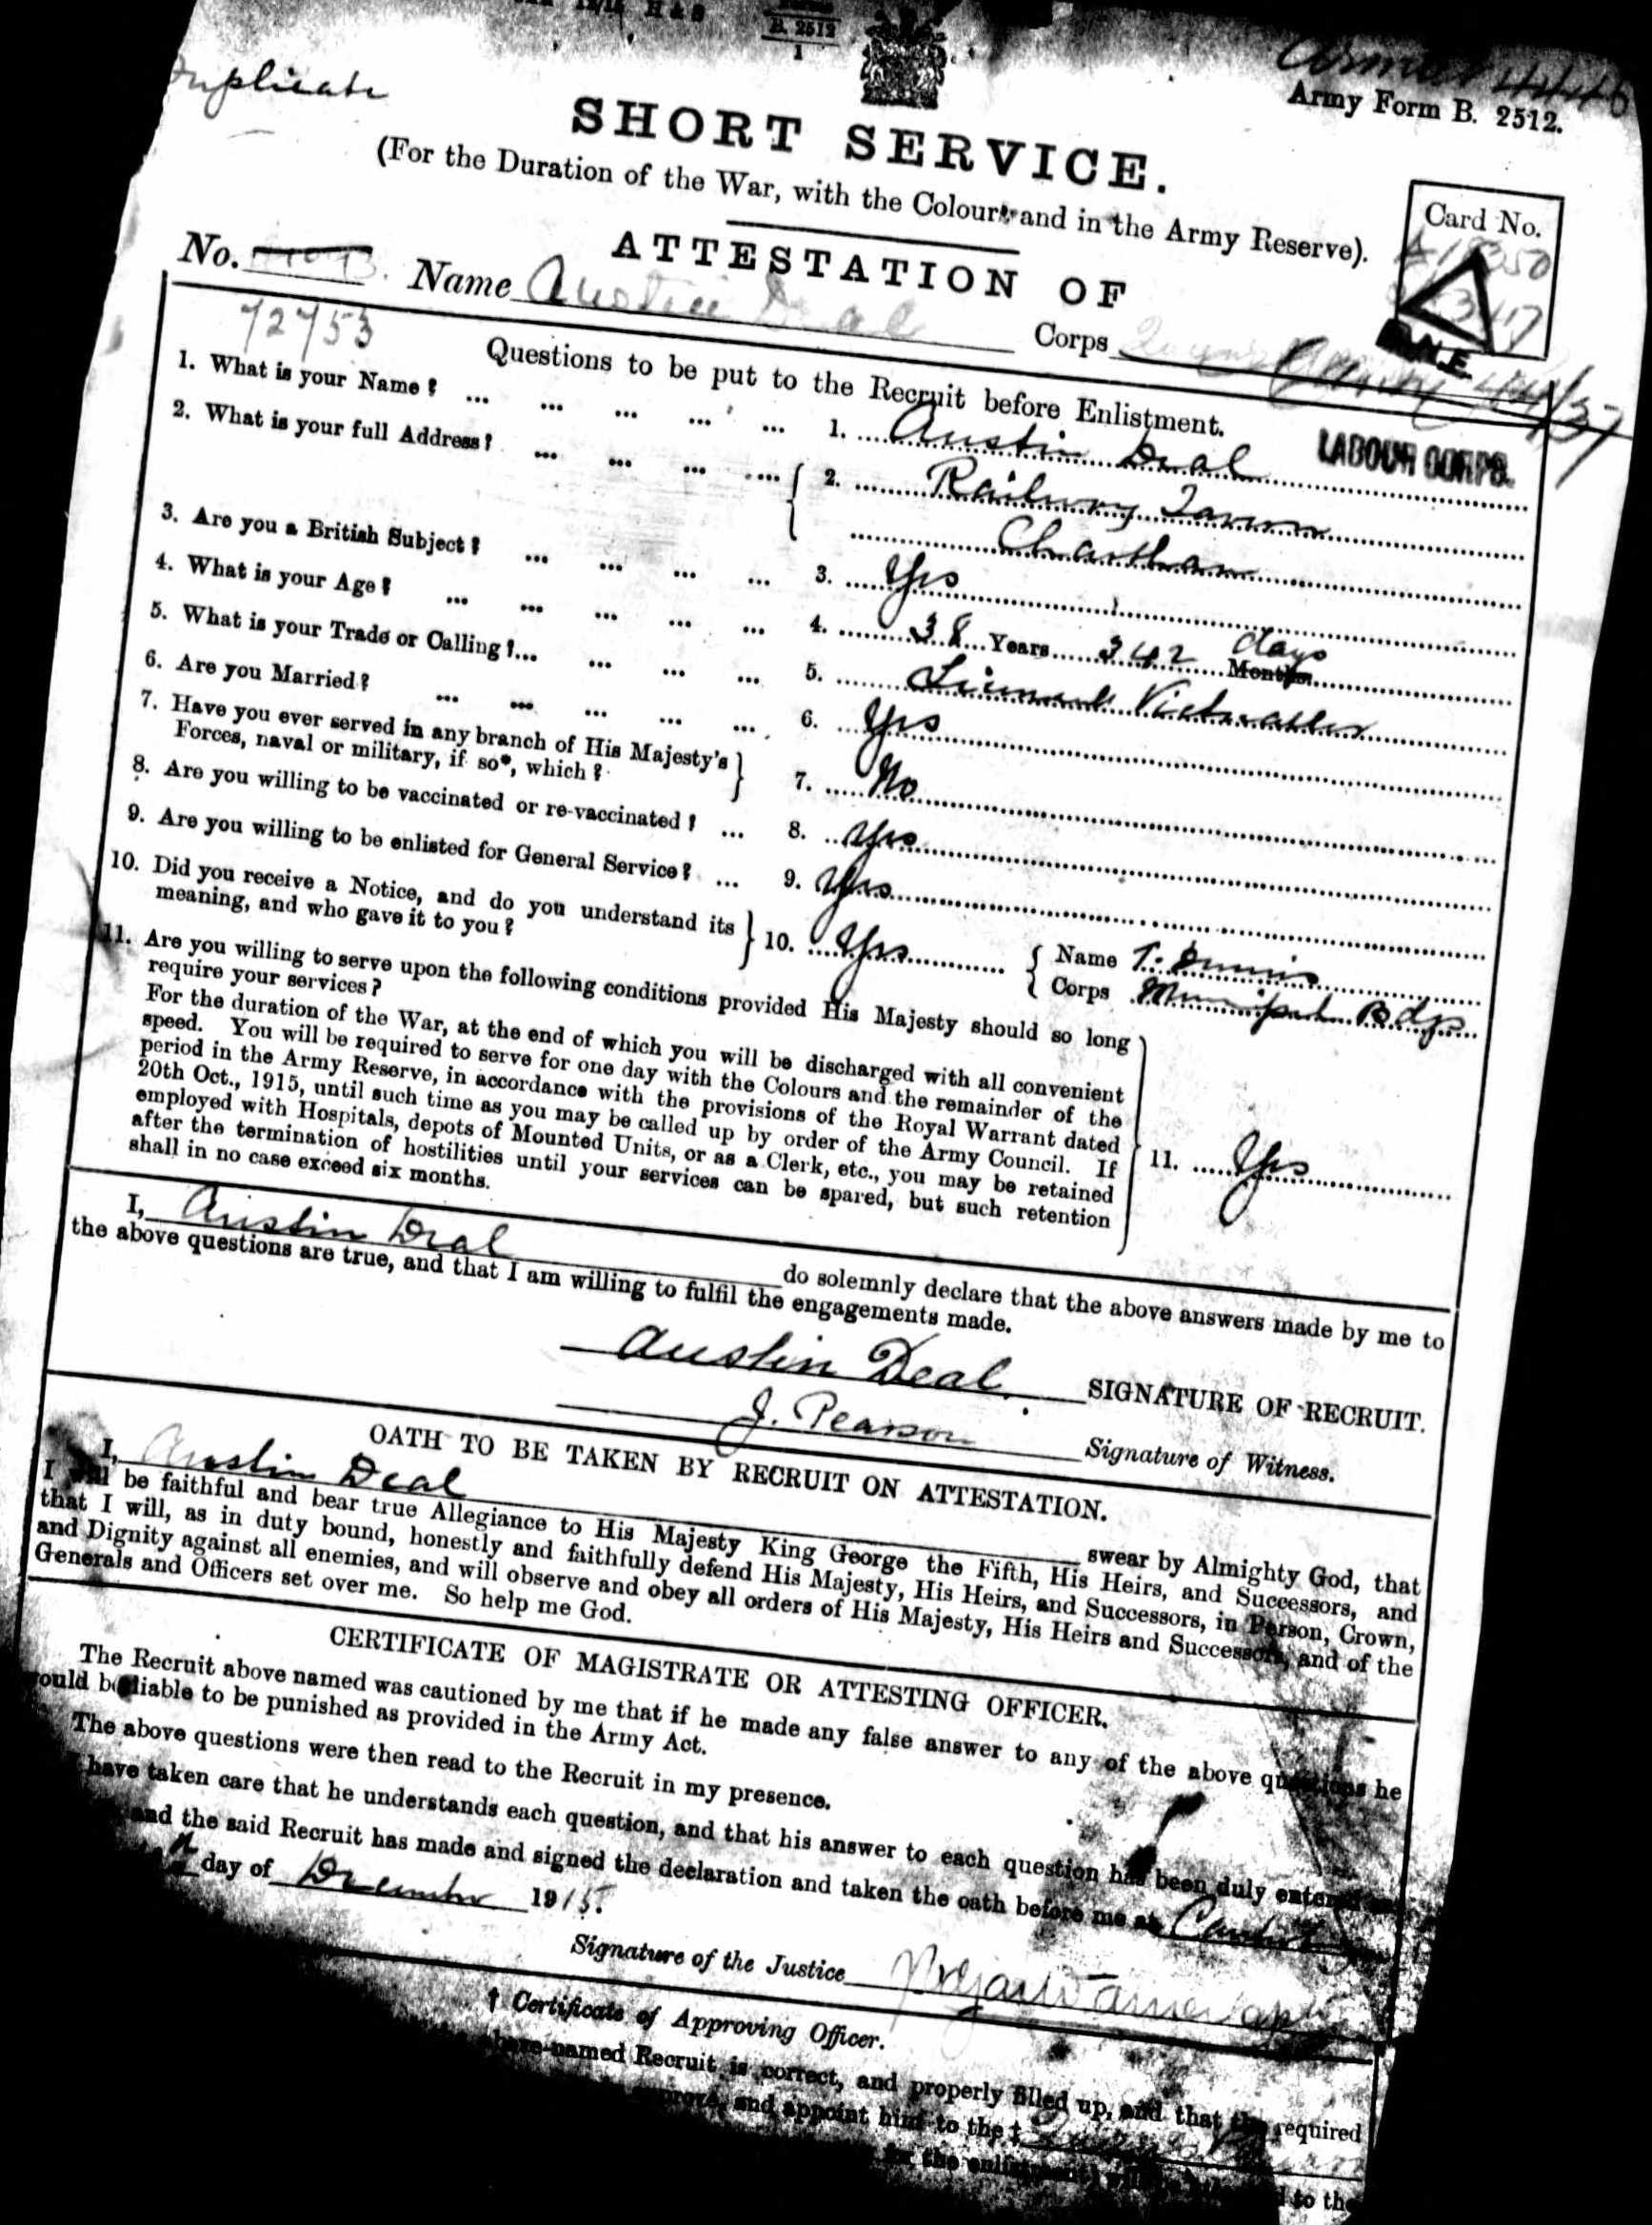 B. 2512
1
Duplicate
Army Form B. 2512.
SHORT SERVICE.
(For the Duration of the War, with the Colours and in the Army Reserve).
Card No.
ATTESTATION OF
No. Name Austin Deal Corps
72753
Questions to be put to the Recruit before Enlistment.
LABOUR CORPS.
1. What is your Name? ... ... ... ... ... 1. Austin Deal
2. What is your full Address? ... ... ... ... 2. Railway Tavern
Chartham
3. Are you a British Subject? ... ... ... ... 3. Yes
4. What is your Age? ... ... ... ... ... 4. 38 Years 342 days Months
5. What is your Trade or Calling?... ... ... ... 5. Licensed Victualler
6. Are you Married? ... ... ... ... ... 6. Yes
7. Have you ever served in any branch of His Majesty's
Forces, naval or military, if so*, which? 7. No
8. Are you willing to be vaccinated or re-vaccinated? ... 8. Yes
9. Are you willing to be enlisted for General Service? ... 9. Yes
10. Did you receive a Notice, and do you understand its
meaning, and who gave it to you? 10. Yes Name T.
Corps Municipal Bdgs
11. Are you willing to serve upon the following conditions provided His Majesty should so long
require your services?
For the duration of the War, at the end of which you will be discharged with all convenient
speed. You will be required to serve for one day with the Colours and the remainder of the
period in the Army Reserve, in accordance with the provisions of the Royal Warrant dated
20th Oct., 1915, until such time as you may be called up by order of the Army Council. If
employed with Hospitals, depots of Mounted Units, or as a Clerk, etc., you may be retained
after the termination of hostilities until your services can be spared, but such retention
shall in no case exceed six months.
11. Yes
I, Austin Deal do solemnly declare that the above answers made by me to
the above questions are true, and that I am willing to fulfil the engagements made.
Austin Deal. SIGNATURE OF RECRUIT.
J. Pearson Signature of Witness.
OATH TO BE TAKEN BY RECRUIT ON ATTESTATION.
I, Austin Deal swear by Almighty God, that
I will be faithful and bear true Allegiance to His Majesty King George the Fifth, His Heirs, and Successors, and
that I will, as in duty bound, honestly and faithfully defend His Majesty, His Heirs, and Successors, in Person, Crown,
and Dignity against all enemies, and will observe and obey all orders of His Majesty, His Heirs and Successors, and of the
Generals and Officers set over me. So help me God.
CERTIFICATE OF MAGISTRATE OR ATTESTING OFFICER.
The Recruit above named was cautioned by me that if he made any false answer to any of the above questions he
ould be liable to be punished as provided in the Army Act.
The above questions were then read to the Recruit in my presence.
have taken care that he understands each question, and that his answer to each question has been duly entered
and the said Recruit has made and signed the declaration and taken the oath before me at
day of December 1915.
Signature of the Justice
† Certificate of Approving Officer.
named Recruit is correct, and properly filled up, and that the required
and appoint him to the ‡
the enlistment to the